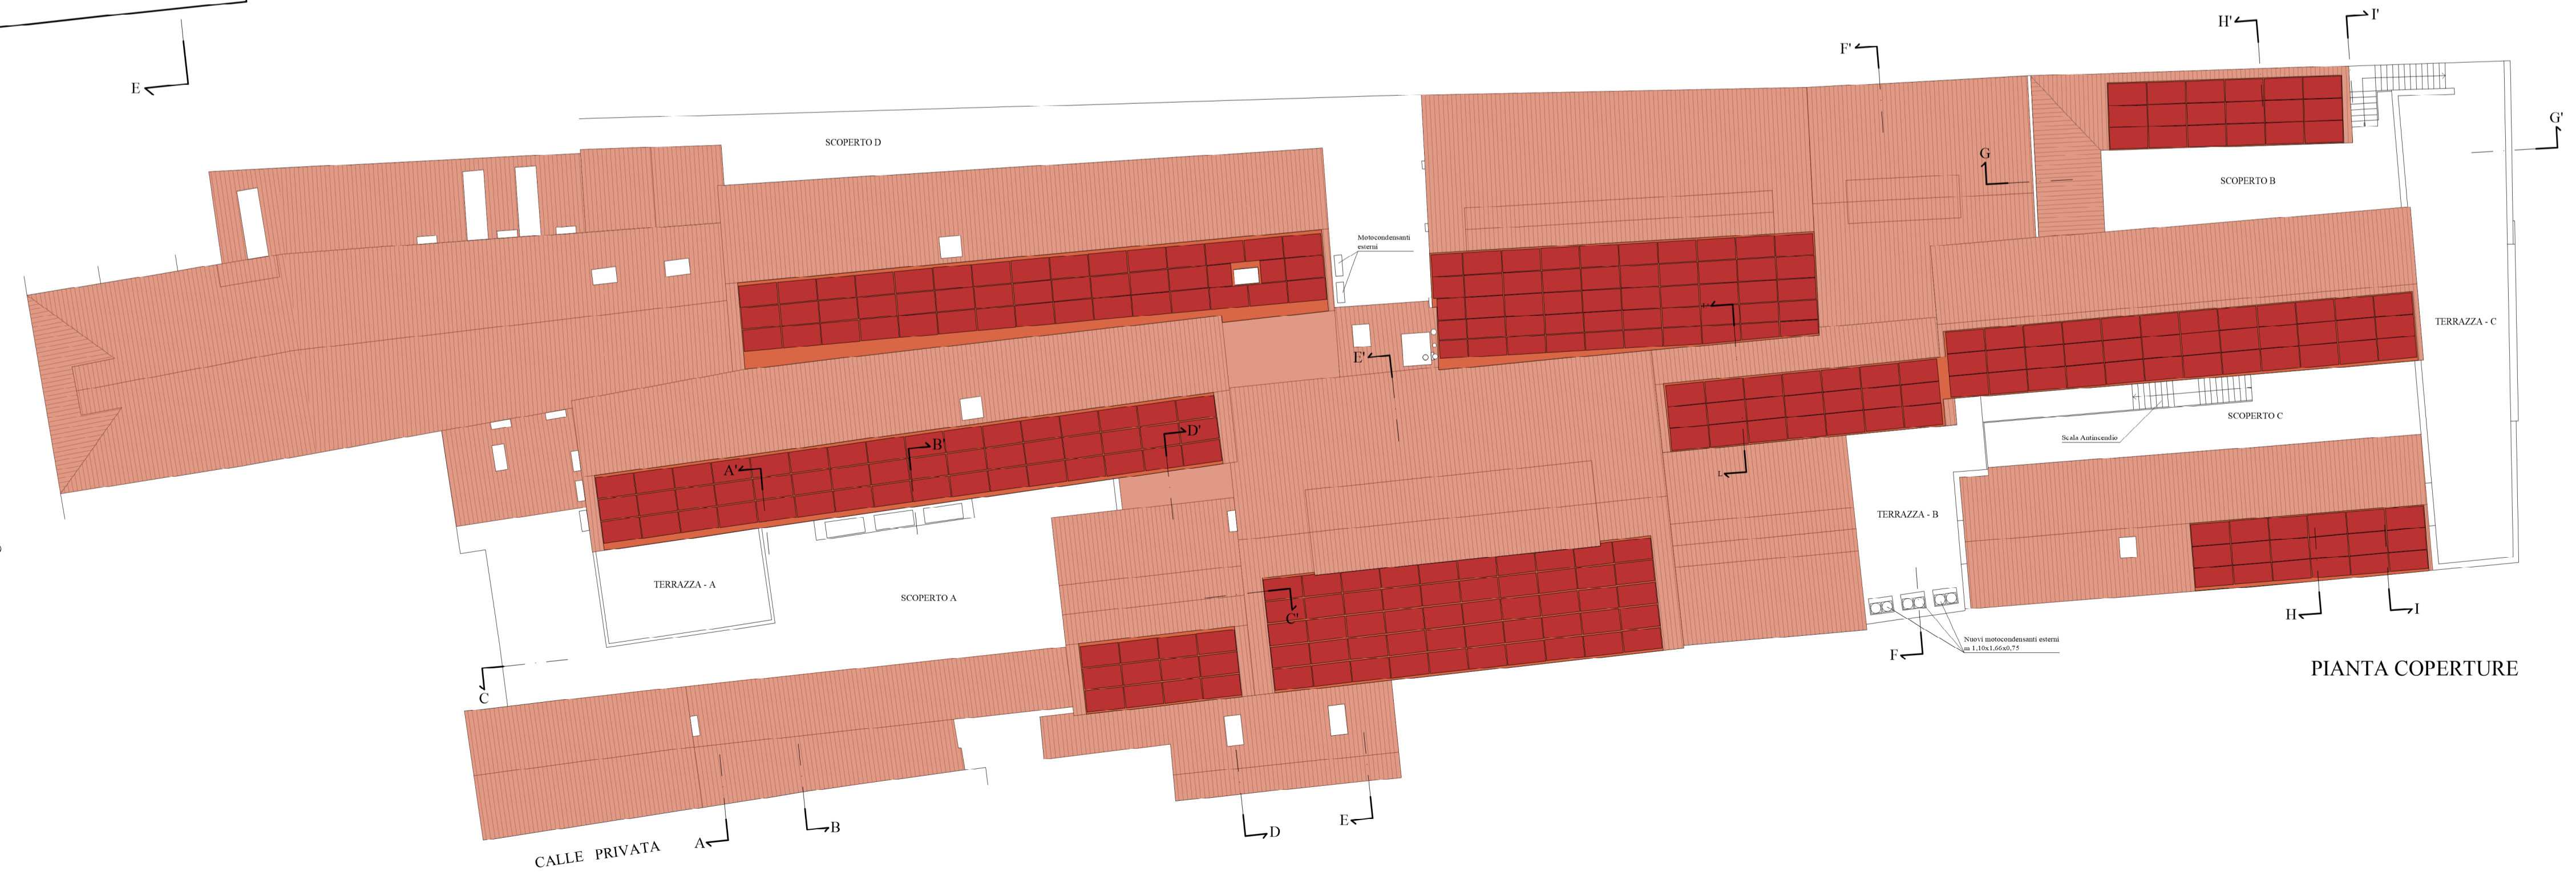 E
H'
I'
F'
G'
SCOPERTO D
G
SCOPERTO B
Motocondensanti
esterni
TERRAZZA - C
E'
SCOPERTO C
Scala Antincendio
D'
B'
A'
L
TERRAZZA - B
TERRAZZA - A
SCOPERTO A
C'
H
I
Nuovi motocondensanti esterni
m 1,10x1,66x0,75
F
PIANTA COPERTURE
C
E
B
D
A
CALLE PRIVATA